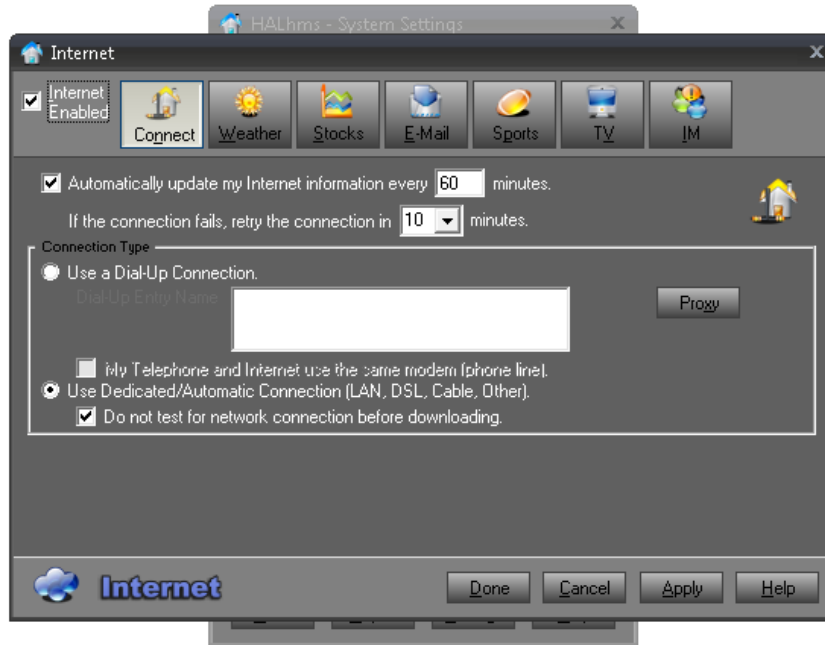 HALhms - System Settings
Internet
Internet Enabled
Connect
Weather
Stocks
E-Mail
Sports
TV
IM
Automatically update my Internet information every 60 minutes.
If the connection fails, retry the connection in 10 minutes.
Connection Type
Use a Dial-Up Connection.
Dial-Up Entry Name
Proxy
My Telephone and Internet use the same modem (phone line).
Use Dedicated/Automatic Connection (LAN, DSL, Cable, Other).
Do not test for network connection before downloading.
Internet
Done
Cancel
Apply
Help